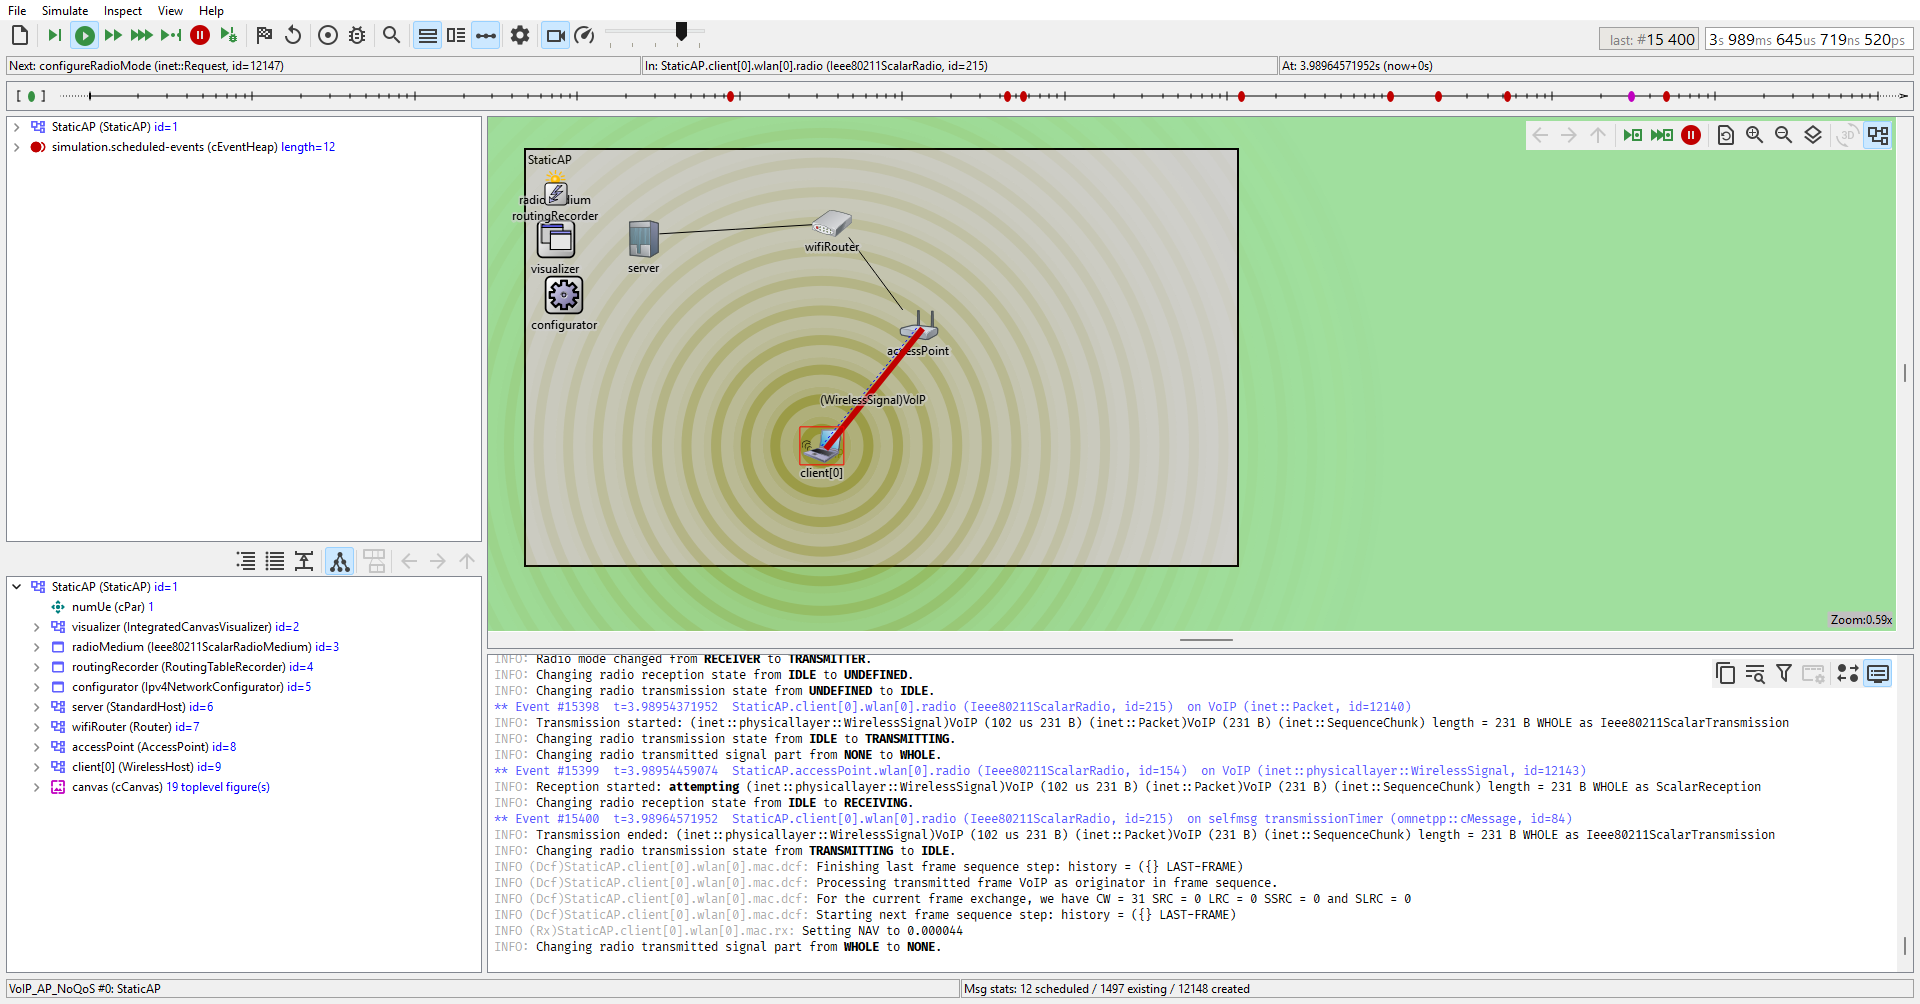 File Simulate Inspect View Help
last: #15 400
3s 989ms 645us 719ns 520ps
Next: configureRadioMode (inet::Request, id=12147)
In: StaticAP.client[0].wlan[0].radio (Ieee80211ScalarRadio, id=215)
At: 3.98964571952s (now+0s)
StaticAP (StaticAP) id=1
simulation.scheduled-events (cEventHeap) length=12
StaticAP
routingRecorder
visualizer
configurator
server
wifiRouter
accessPoint
(WirelessSignal)VoIP
client[0]
3D
Zoom:0.59x
StaticAP (StaticAP) id=1
numUe (cPar) 1
visualizer (IntegratedCanvasVisualizer) id=2
radioMedium (Ieee80211ScalarRadioMedium) id=3
routingRecorder (RoutingTableRecorder) id=4
configurator (Ipv4NetworkConfigurator) id=5
server (StandardHost) id=6
wifiRouter (Router) id=7
accessPoint (AccessPoint) id=8
client[0] (WirelessHost) id=9
canvas (cCanvas) 19 toplevel figure(s)
INFO: Radio mode changed from RECEIVER to TRANSMITTER.
INFO: Changing radio reception state from IDLE to UNDEFINED.
INFO: Changing radio transmission state from UNDEFINED to IDLE.
** Event #15398 t=3.98954371952 StaticAP.client[0].wlan[0].radio (Ieee80211ScalarRadio, id=215) on VoIP (inet::Packet, id=12140)
INFO: Transmission started: (inet::physicallayer::WirelessSignal)VoIP (102 us 231 B) (inet::Packet)VoIP (231 B) (inet::SequenceChunk) length = 231 B WHOLE as Ieee80211ScalarTransmission
INFO: Changing radio transmission state from IDLE to TRANSMITTING.
INFO: Changing radio transmitted signal part from NONE to WHOLE.
** Event #15399 t=3.98954459074 StaticAP.accessPoint.wlan[0].radio (Ieee80211ScalarRadio, id=154) on VoIP (inet::physicallayer::WirelessSignal, id=12143)
INFO: Reception started: attempting (inet::physicallayer::WirelessSignal)VoIP (102 us 231 B) (inet::Packet)VoIP (231 B) (inet::SequenceChunk) length = 231 B WHOLE as ScalarReception
INFO: Changing radio reception state from IDLE to RECEIVING.
** Event #15400 t=3.98964571952 StaticAP.client[0].wlan[0].radio (Ieee80211ScalarRadio, id=215) on selfmsg transmissionTimer (omnetpp::cMessage, id=84)
INFO: Transmission ended: (inet::physicallayer::WirelessSignal)VoIP (102 us 231 B) (inet::Packet)VoIP (231 B) (inet::SequenceChunk) length = 231 B WHOLE as Ieee80211ScalarTransmission
INFO: Changing radio transmission state from TRANSMITTING to IDLE.
INFO (Dcf)StaticAP.client[0].wlan[0].mac.dcf: Finishing last frame sequence step: history = ({} LAST-FRAME)
INFO (Dcf)StaticAP.client[0].wlan[0].mac.dcf: Processing transmitted frame VoIP as originator in frame sequence.
INFO (Dcf)StaticAP.client[0].wlan[0].mac.dcf: For the current frame exchange, we have CW = 31 SRC = 0 LRC = 0 SSRC = 0 and SLRC = 0
INFO (Dcf)StaticAP.client[0].wlan[0].mac.dcf: Starting next frame sequence step: history = ({} LAST-FRAME)
INFO (Rx)StaticAP.client[0].wlan[0].mac.rx: Setting NAV to 0.000044
INFO: Changing radio transmitted signal part from WHOLE to NONE.
VoIP_AP_NoQoS #0: StaticAP
Msg stats: 12 scheduled / 1497 existing / 12148 created